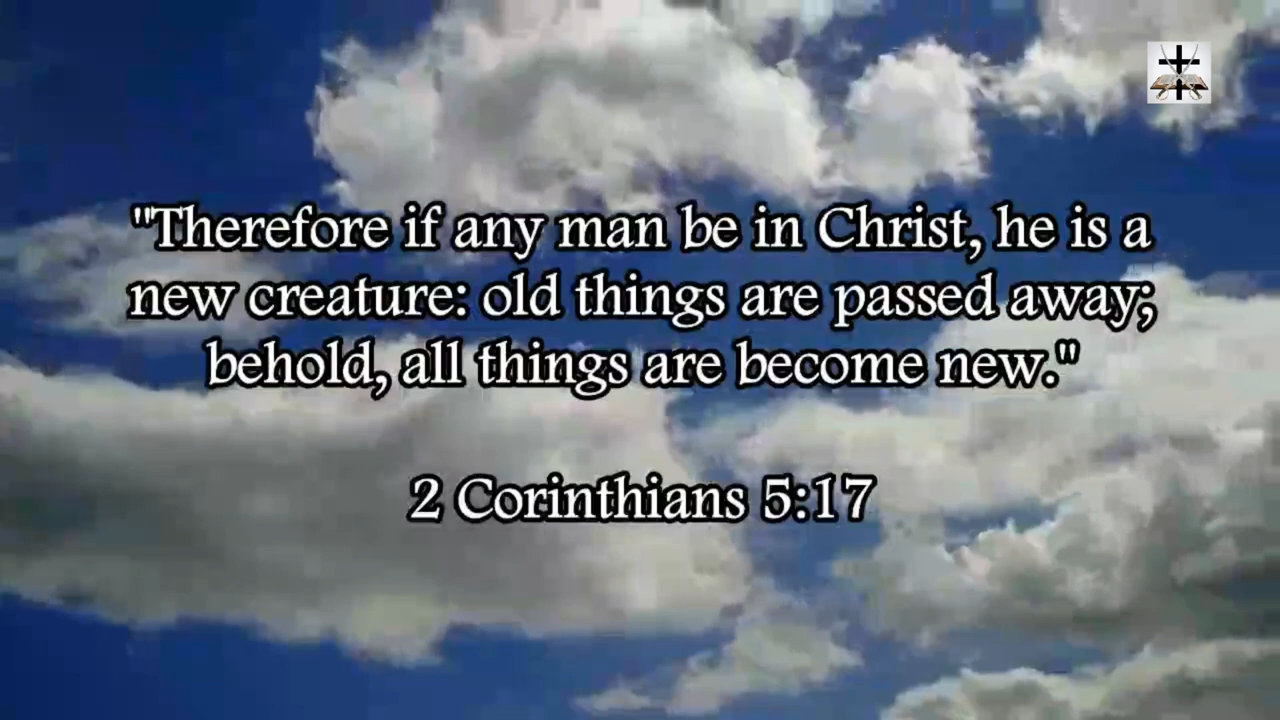 "Therefore if any man be in Christ, he is a
new creature: old things are passed away;
behold, all things are become new."
2 Corinthians 5:17